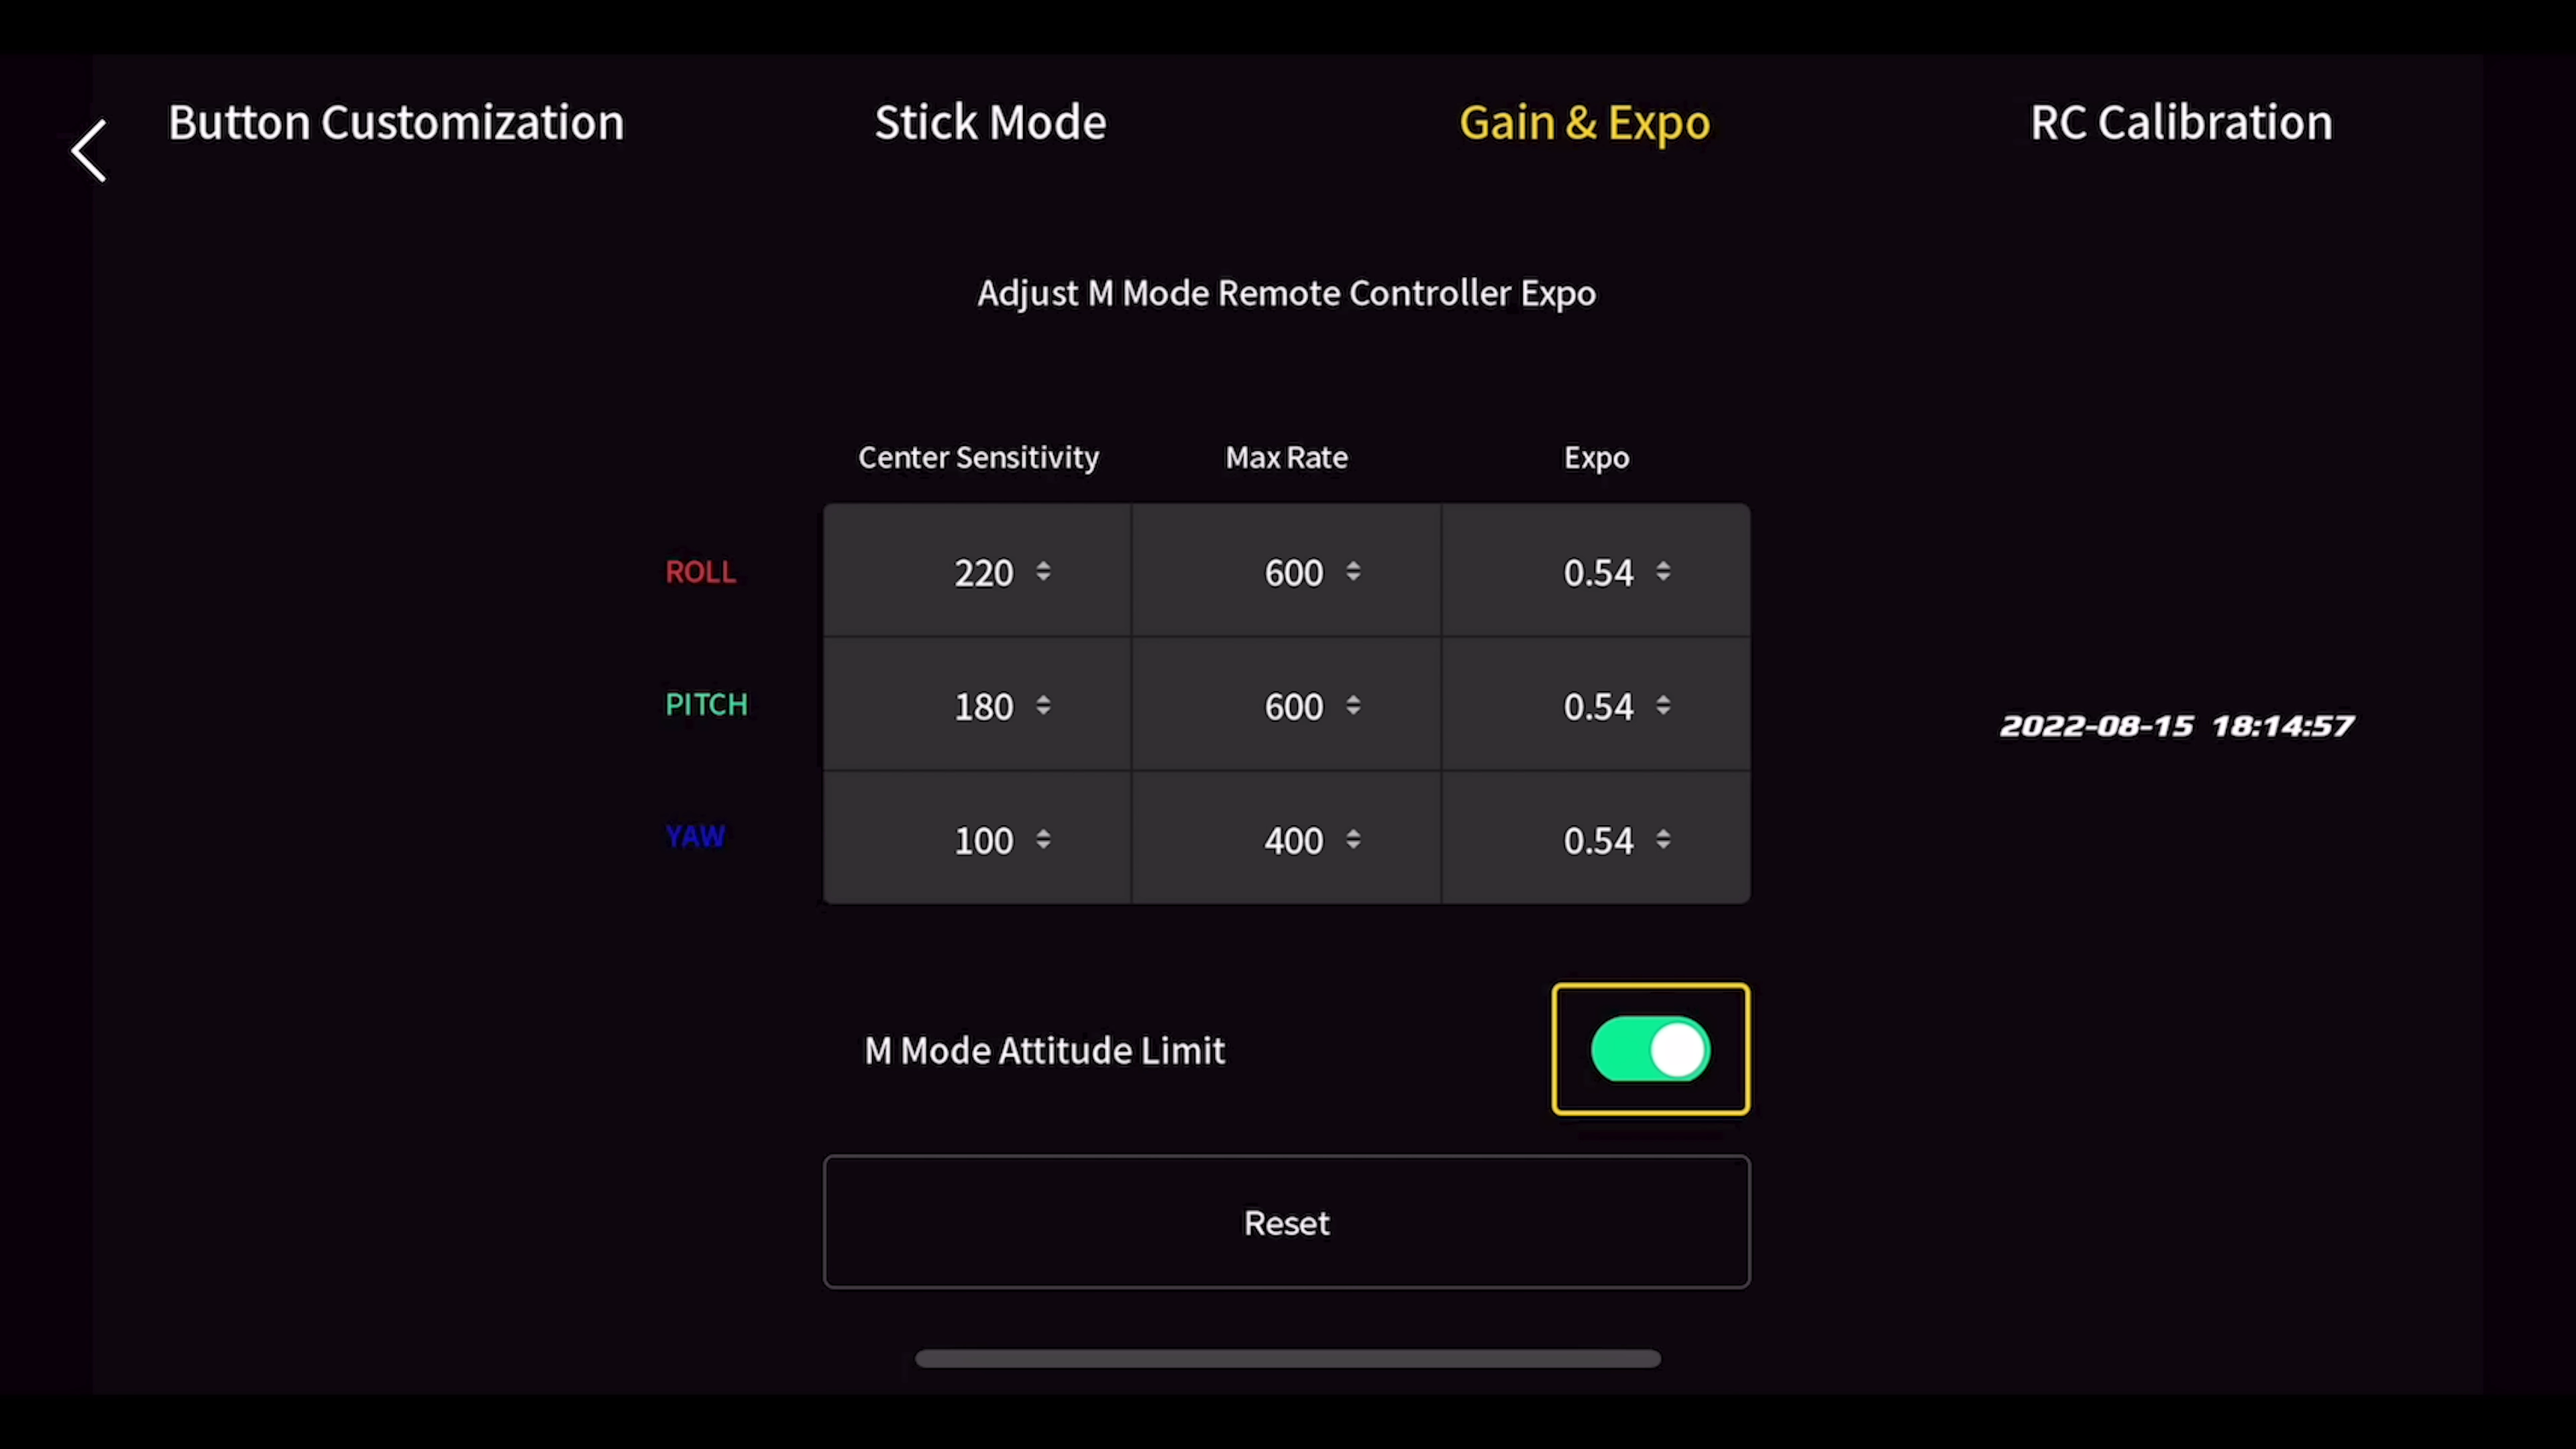 Button Customization Stick Mode Gain & Expo RC Calibration
Adjust M Mode Remote Controller Expo
Center Sensitivity Max Rate Expo
ROLL 220 600 0.54
PITCH 180 600 0.54
2022-08-15 18:14:57
YAW 100 400 0.54
M Mode Attitude Limit
Reset